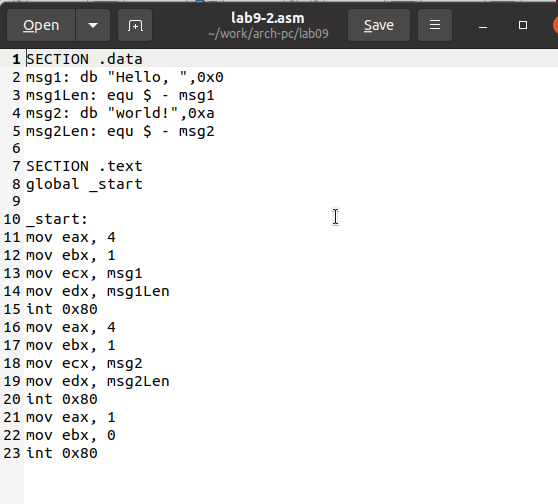 Open
lab9-2.asm
~/work/arch-pc/lab09
Save
1 SECTION .data
2 msg1: db "Hello, ",0x0
3 msg1Len: equ $ - msg1
4 msg2: db "world!",0xa
5 msg2Len: equ $ - msg2
6
7 SECTION .text
8 global _start
9
10 _start:
11 mov eax, 4
12 mov ebx, 1
13 mov ecx, msg1
14 mov edx, msg1Len
15 int 0x80
16 mov eax, 4
17 mov ebx, 1
18 mov ecx, msg2
19 mov edx, msg2Len
20 int 0x80
21 mov eax, 1
22 mov ebx, 0
23 int 0x80